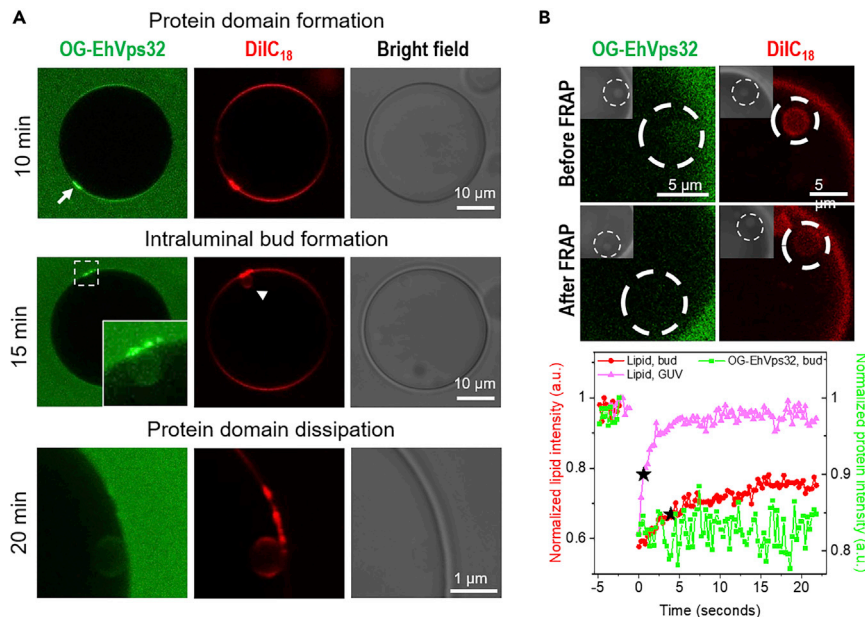 A
Protein domain formation
OG-EhVps32 DiIC18 Bright field
10 min
10 µm
Intraluminal bud formation
15 min
10 µm
Protein domain dissipation
20 min
1 µm
B
OG-EhVps32 DiIC18
Before FRAP
5 µm
5 µm
After FRAP
Lipid, bud
OG-EhVps32, bud
Lipid, GUV
Normalized lipid intensity (a.u.)
1
0.8
0.6
Normalized protein intensity (a.u.)
1
0.9
0.8
-5 0 5 10 15 20
Time (seconds)